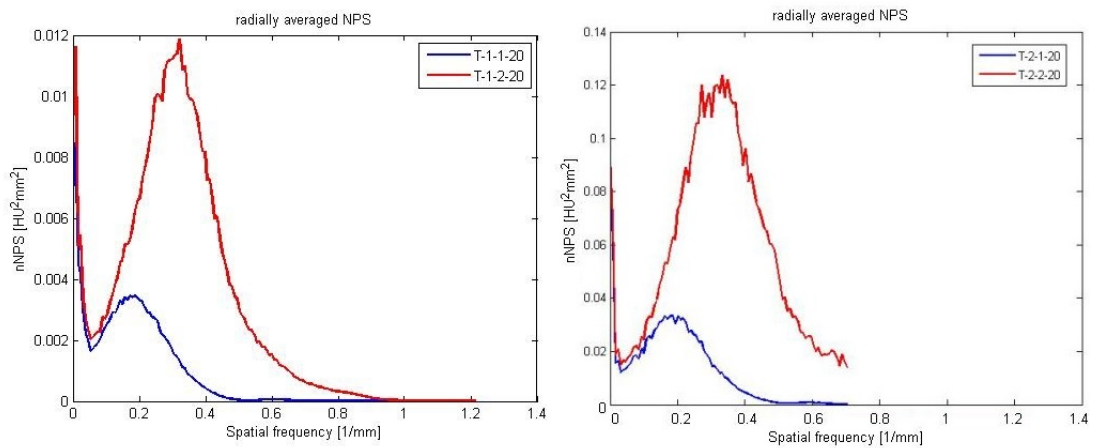 radially averaged NPS
0.012
0.01
0.008
0.006
0.004
0.002
0
nNPS [HU²mm²]
T-1-1-20
T-1-2-20
0 0.2 0.4 0.6 0.8 1 1.2 1.4
Spatial frequency [1/mm]
radially averaged NPS
0.14
0.12
0.1
0.08
0.06
0.04
0.02
0
nNPS [HU²mm²]
T-2-1-20
T-2-2-20
0 0.2 0.4 0.6 0.8 1 1.2 1.4
Spatial frequency [1/mm]